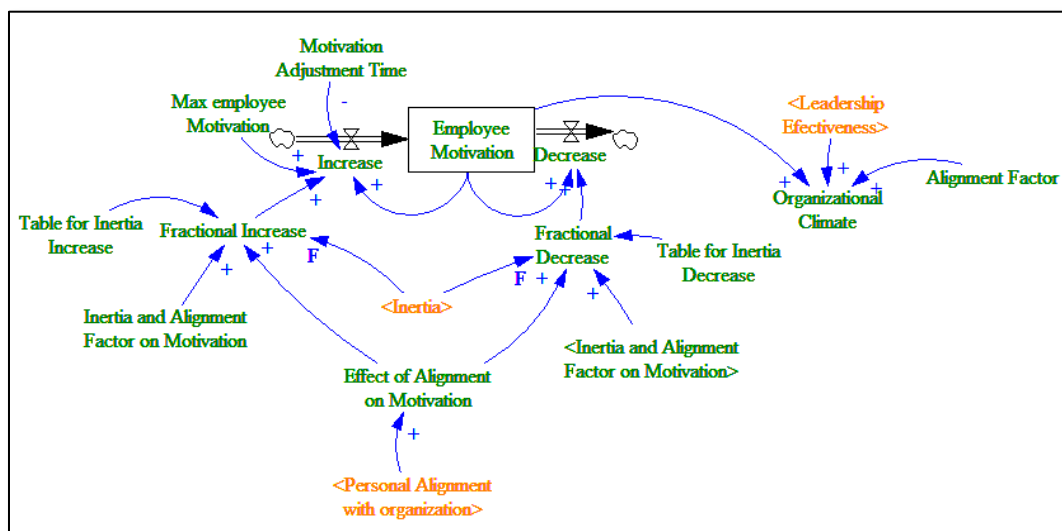 Motivation
Adjustment Time
Max employee
Motivation
-
<Leadership
Efectiveness>
Employee
Motivation
+
Increase
Decrease
+
+
+
+
+
+
+
Alignment Factor
Organizational
Climate
+
Table for Inertia
Increase
Fractional Increase
+
+
F
Fractional
Decrease
F
+
+
Table for Inertia
Decrease
<Inertia>
Inertia and Alignment
Factor on Motivation
<Inertia and Alignment
Factor on Motivation>
Effect of Alignment
on Motivation
+
<Personal Alignment
with organization>